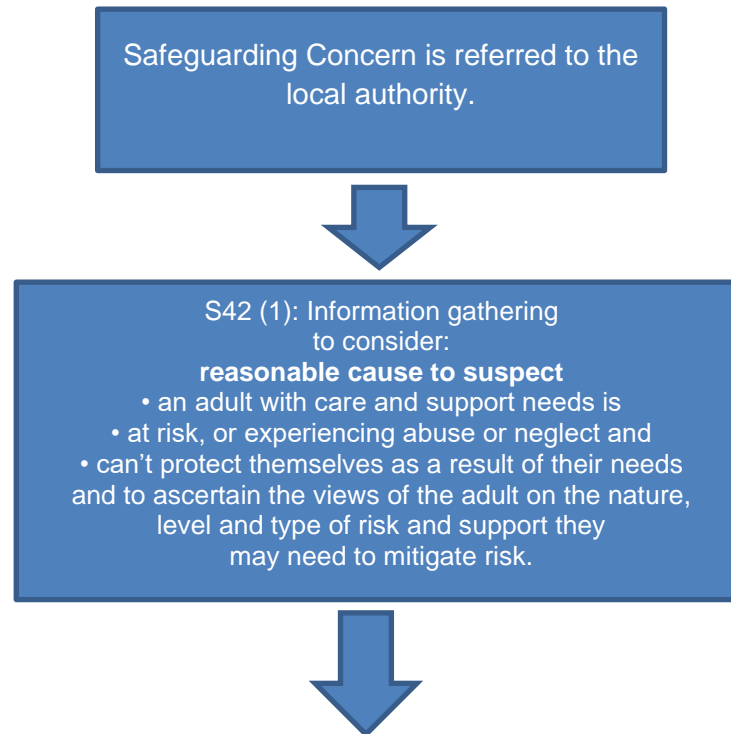 Safeguarding Concern is referred to the
local authority.
S42 (1): Information gathering
to consider:
reasonable cause to suspect
• an adult with care and support needs is
• at risk, or experiencing abuse or neglect and
• can't protect themselves as a result of their needs
and to ascertain the views of the adult on the nature,
level and type of risk and support they
may need to mitigate risk.